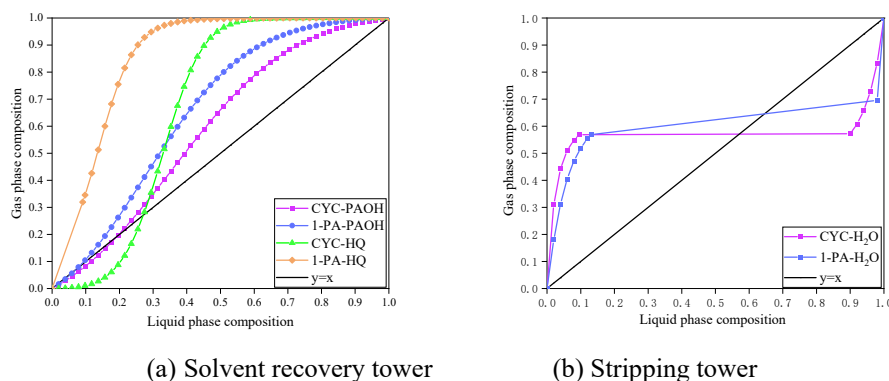 1.0
0.9
0.8
0.7
0.6
0.5
0.4
0.3
0.2
0.1
0.0
Gas phase composition
0.0 0.1 0.2 0.3 0.4 0.5 0.6 0.7 0.8 0.9 1.0
Liquid phase composition
CYC-PAOH
1-PA-PAOH
CYC-HQ
1-PA-HQ
y=x
(a) Solvent recovery tower
1.0
0.9
0.8
0.7
0.6
0.5
0.4
0.3
0.2
0.1
0.0
Gas phase composition
0.0 0.1 0.2 0.3 0.4 0.5 0.6 0.7 0.8 0.9 1.0
Liquid phase composition
CYC-H₂O
1-PA-H₂O
y=x
(b) Stripping tower